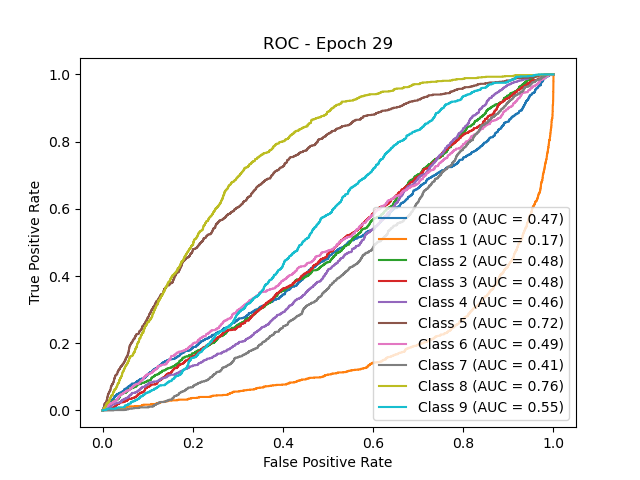 ROC - Epoch 29
True Positive Rate
1.0
0.8
0.6
0.4
0.2
0.0
Class 0 (AUC = 0.47)
Class 1 (AUC = 0.17)
Class 2 (AUC = 0.48)
Class 3 (AUC = 0.48)
Class 4 (AUC = 0.46)
Class 5 (AUC = 0.72)
Class 6 (AUC = 0.49)
Class 7 (AUC = 0.41)
Class 8 (AUC = 0.76)
Class 9 (AUC = 0.55)
0.0 0.2 0.4 0.6 0.8 1.0
False Positive Rate